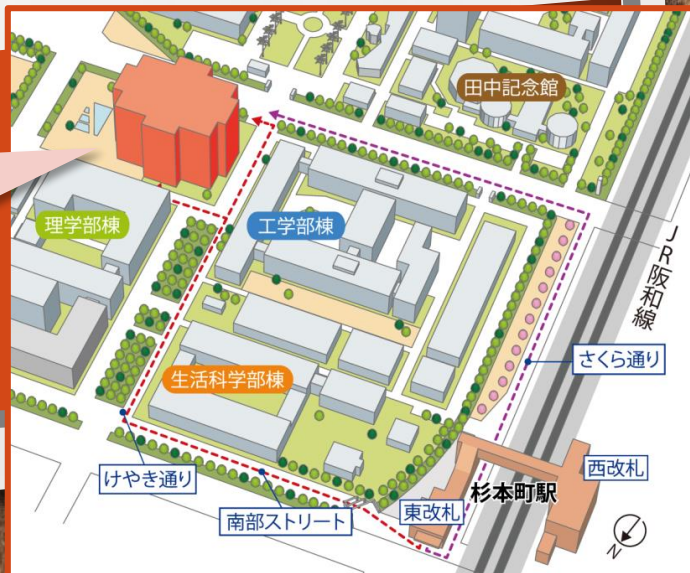 田中記念館
理学部棟
工学部棟
JR阪和線
さくら通り
生活科学部棟
けやき通り
南部ストリート
東改札
杉本町駅
西改札
N